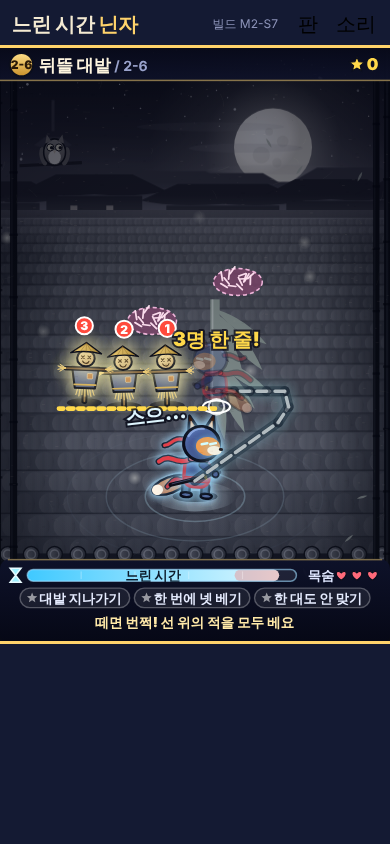 느린 시간 닌자
빌드 M2-S7
판
소리
2-6 뒤뜰 대밭 / 2-6
★ 0
3
2
1
3명 한 줄!
스으…
느린 시간
목숨
★ 대발 지나가기
★ 한 번에 넷 베기
★ 한 대도 안 맞기
떼면 번쩍! 선 위의 적을 모두 베요